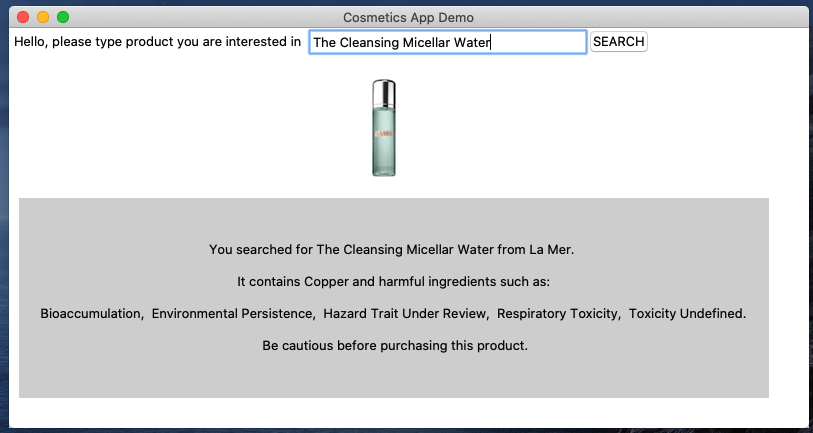 Cosmetics App Demo
Hello, please type product you are interested in The Cleansing Micellar Water SEARCH
LA MER
You searched for The Cleansing Micellar Water from La Mer.
It contains Copper and harmful ingredients such as:
Bioaccumulation, Environmental Persistence, Hazard Trait Under Review, Respiratory Toxicity, Toxicity Undefined.
Be cautious before purchasing this product.